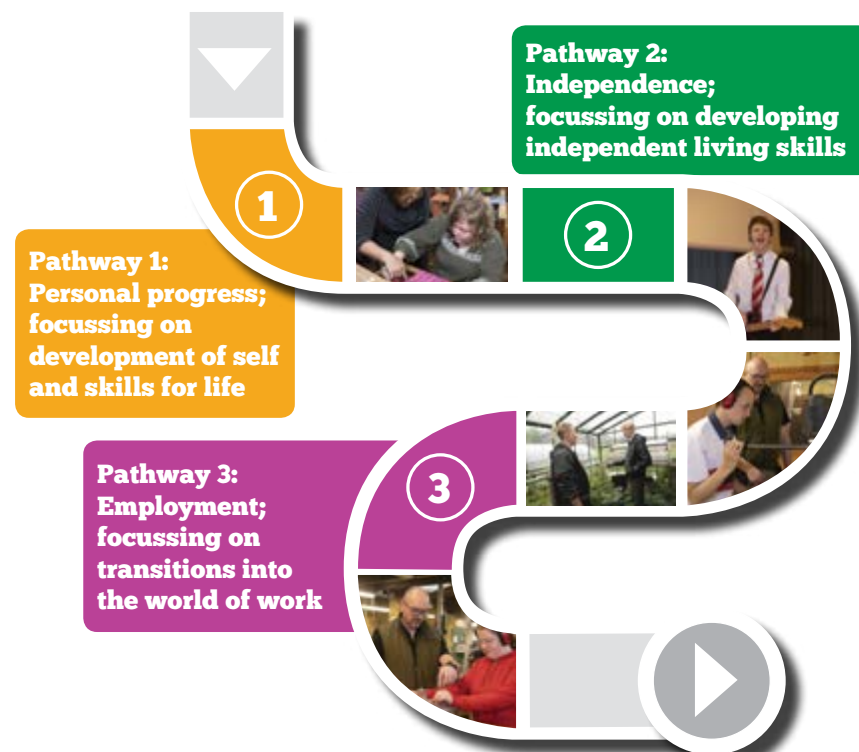 Pathway 1:
Personal progress;
focussing on
development of self
and skills for life
1
Pathway 2:
Independence;
focussing on developing
independent living skills
2
Pathway 3:
Employment;
focussing on
transitions into
the world of work
3